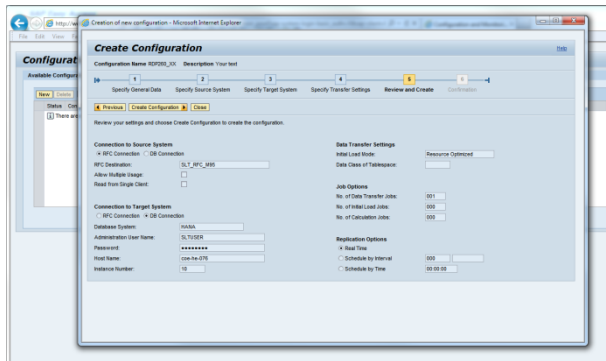 Creation of new configuration - Microsoft Internet Explorer
File Edit View
Configurat
Available Configura
New Delete
Status Con
There are
Create Configuration
Help
Configuration Name RDP280_XX Description Your text
1 2 3 4 5 6
Specify General Data Specify Source System Specify Target System Specify Transfer Settings Review and Create Confirmation
Previous Create Configuration Close
Review your settings and choose Create Configuration to create the configuration.
Connection to Source System
RFC Connection DB Connection
RFC Destination: SLT_RFC_M95
Allow Multiple Usage:
Read from Single Client:
Connection to Target System
RFC Connection DB Connection
Database System: HANA
Administration User Name: SLTUSER
Password: ●●●●●●●●
Host Name: coe-he-076
Instance Number: 10
Data Transfer Settings
Initial Load Mode: Resource Optimized
Data Class of Tablespace:
Job Options
No. of Data Transfer Jobs: 001
No. of Initial Load Jobs: 000
No. of Calculation Jobs: 000
Replication Options
Real Time
Schedule by Interval 000
Schedule by Time 00:00:00